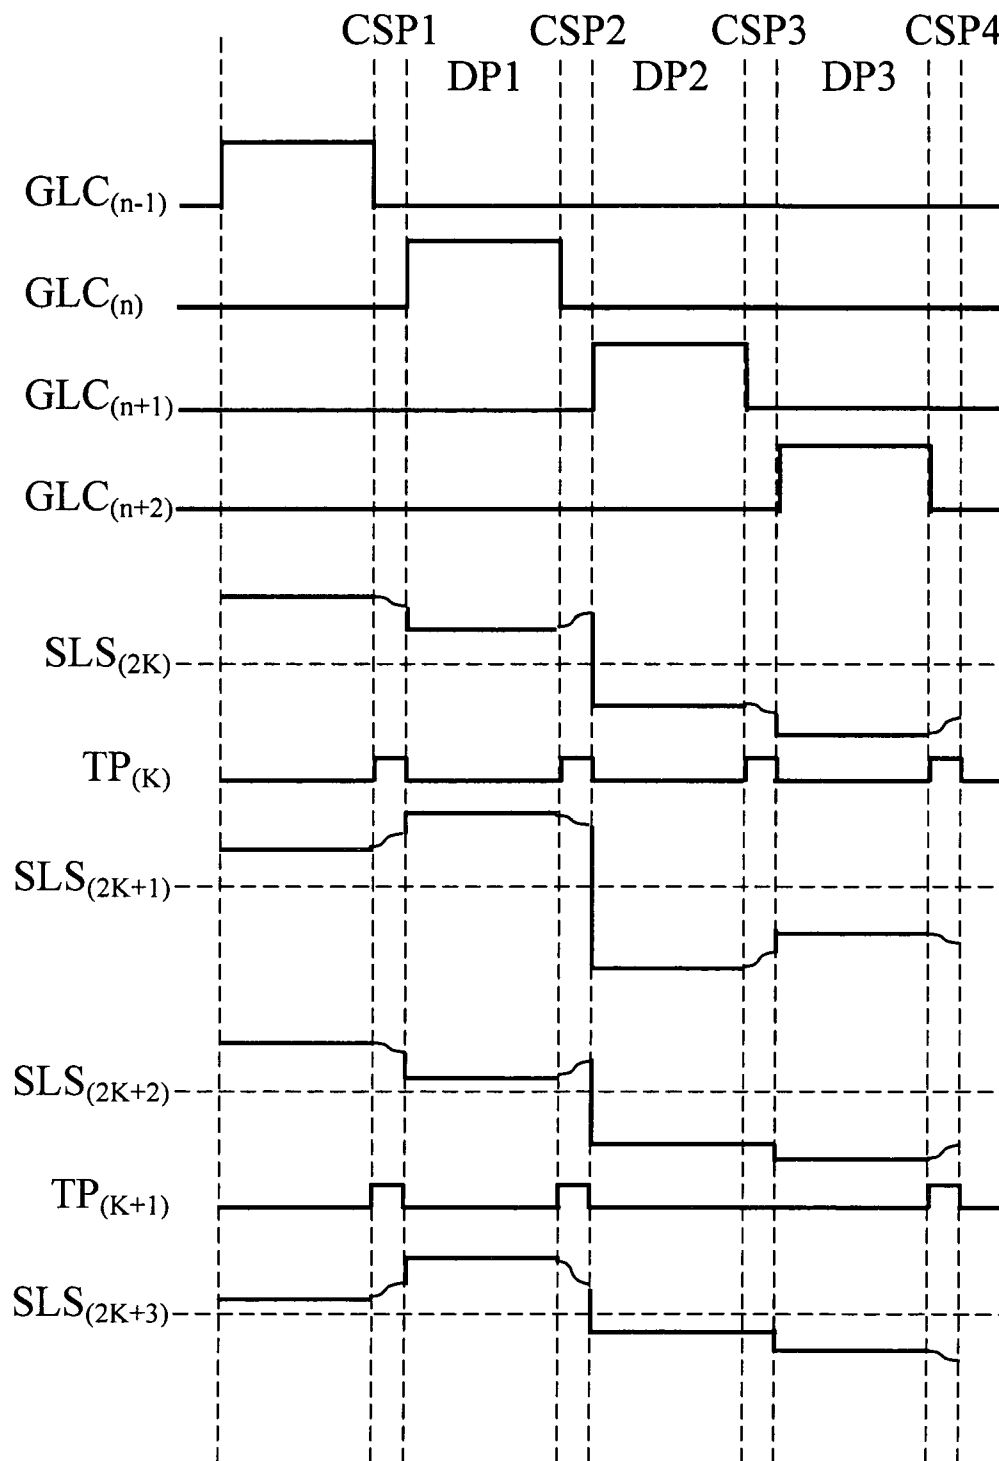 CSP1 CSP2 CSP3 CSP4
DP1 DP2 DP3
GLC(n-1)
GLC(n)
GLC(n+1)
GLC(n+2)
SLS(2K)
TP(K)
SLS(2K+1)
SLS(2K+2)
TP(K+1)
SLS(2K+3)